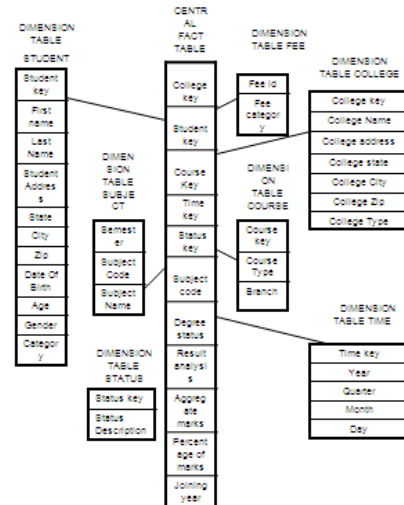 DIMENSION
TABLE
STUDENT
Student
key
First
name
Last
Name
Student
Addres
s
State
City
Zip
Date Of
Birth
Age
Gender
Categor
y
DIMEN
SION
TABLE
SUBJE
CT
Semest
er
Subject
Code
Subject
Name
DIMENSION
TABLE
STATUS
Status key
Status
Description
CENTR
AL
FACT
TABLE
College
key
Student
key
Course
Key
Time
key
Status
key
Subject
code
Degree
status
Result
analysi
s
Aggreg
ate
marks
Percent
age of
marks
Joining
year
DIMENSION
TABLE FEE
Fee id
Fee
categor
y
DIMENSI
ON
TABLE
COURSE
Course
key
Course
Type
Branch
DIMENSION
TABLE COLLEGE
College key
College Name
College address
College state
College City
College Zip
College Type
DIMENSION
TABLE TIME
Time key
Year
Quarter
Month
Day